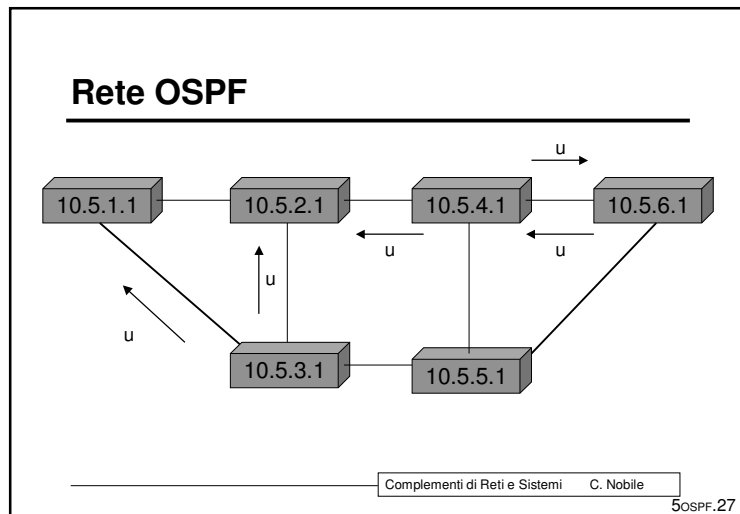 Rete OSPF
u
10.5.1.1 10.5.2.1 10.5.4.1 10.5.6.1
u u
u
u
10.5.3.1 10.5.5.1
Complementi di Reti e Sistemi C. Nobile
5OSPF.27